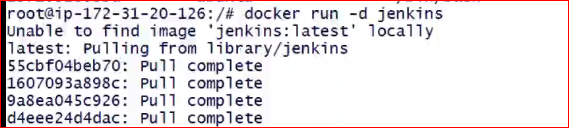 root@ip-172-31-20-126:/# docker run -d jenkins
Unable to find image 'jenkins:latest' locally
latest: Pulling from library/jenkins
55cbf04beb70: Pull complete
1607093a898c: Pull complete
9a8ea045c926: Pull complete
d4eee24d4dac: Pull complete